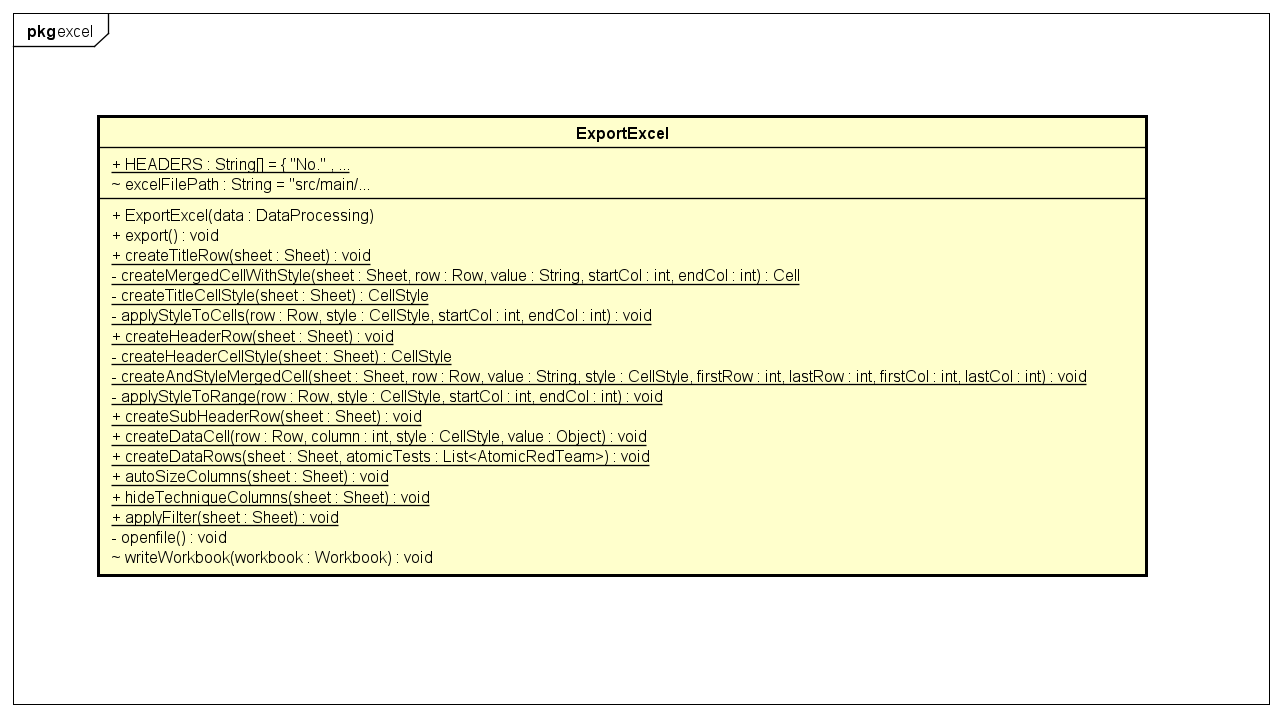 pkg excel
ExportExcel
+ HEADERS : String[] = { "No." , ...
~ excelFilePath : String = "src/main/...
+ ExportExcel(data : DataProcessing)
+ export() : void
+ createTitleRow(sheet : Sheet) : void
- createMergedCellWithStyle(sheet : Sheet, row : Row, value : String, startCol : int, endCol : int) : Cell
- createTitleCellStyle(sheet : Sheet) : CellStyle
- applyStyleToCells(row : Row, style : CellStyle, startCol : int, endCol : int) : void
+ createHeaderRow(sheet : Sheet) : void
- createHeaderCellStyle(sheet : Sheet) : CellStyle
- createAndStyleMergedCell(sheet : Sheet, row : Row, value : String, style : CellStyle, firstRow : int, lastRow : int, firstCol : int, lastCol : int) : void
- applyStyleToRange(row : Row, style : CellStyle, startCol : int, endCol : int) : void
+ createSubHeaderRow(sheet : Sheet) : void
+ createDataCell(row : Row, column : int, style : CellStyle, value : Object) : void
+ createDataRows(sheet : Sheet, atomicTests : List<AtomicRedTeam>) : void
+ autoSizeColumns(sheet : Sheet) : void
+ hideTechniqueColumns(sheet : Sheet) : void
+ applyFilter(sheet : Sheet) : void
- openfile() : void
~ writeWorkbook(workbook : Workbook) : void